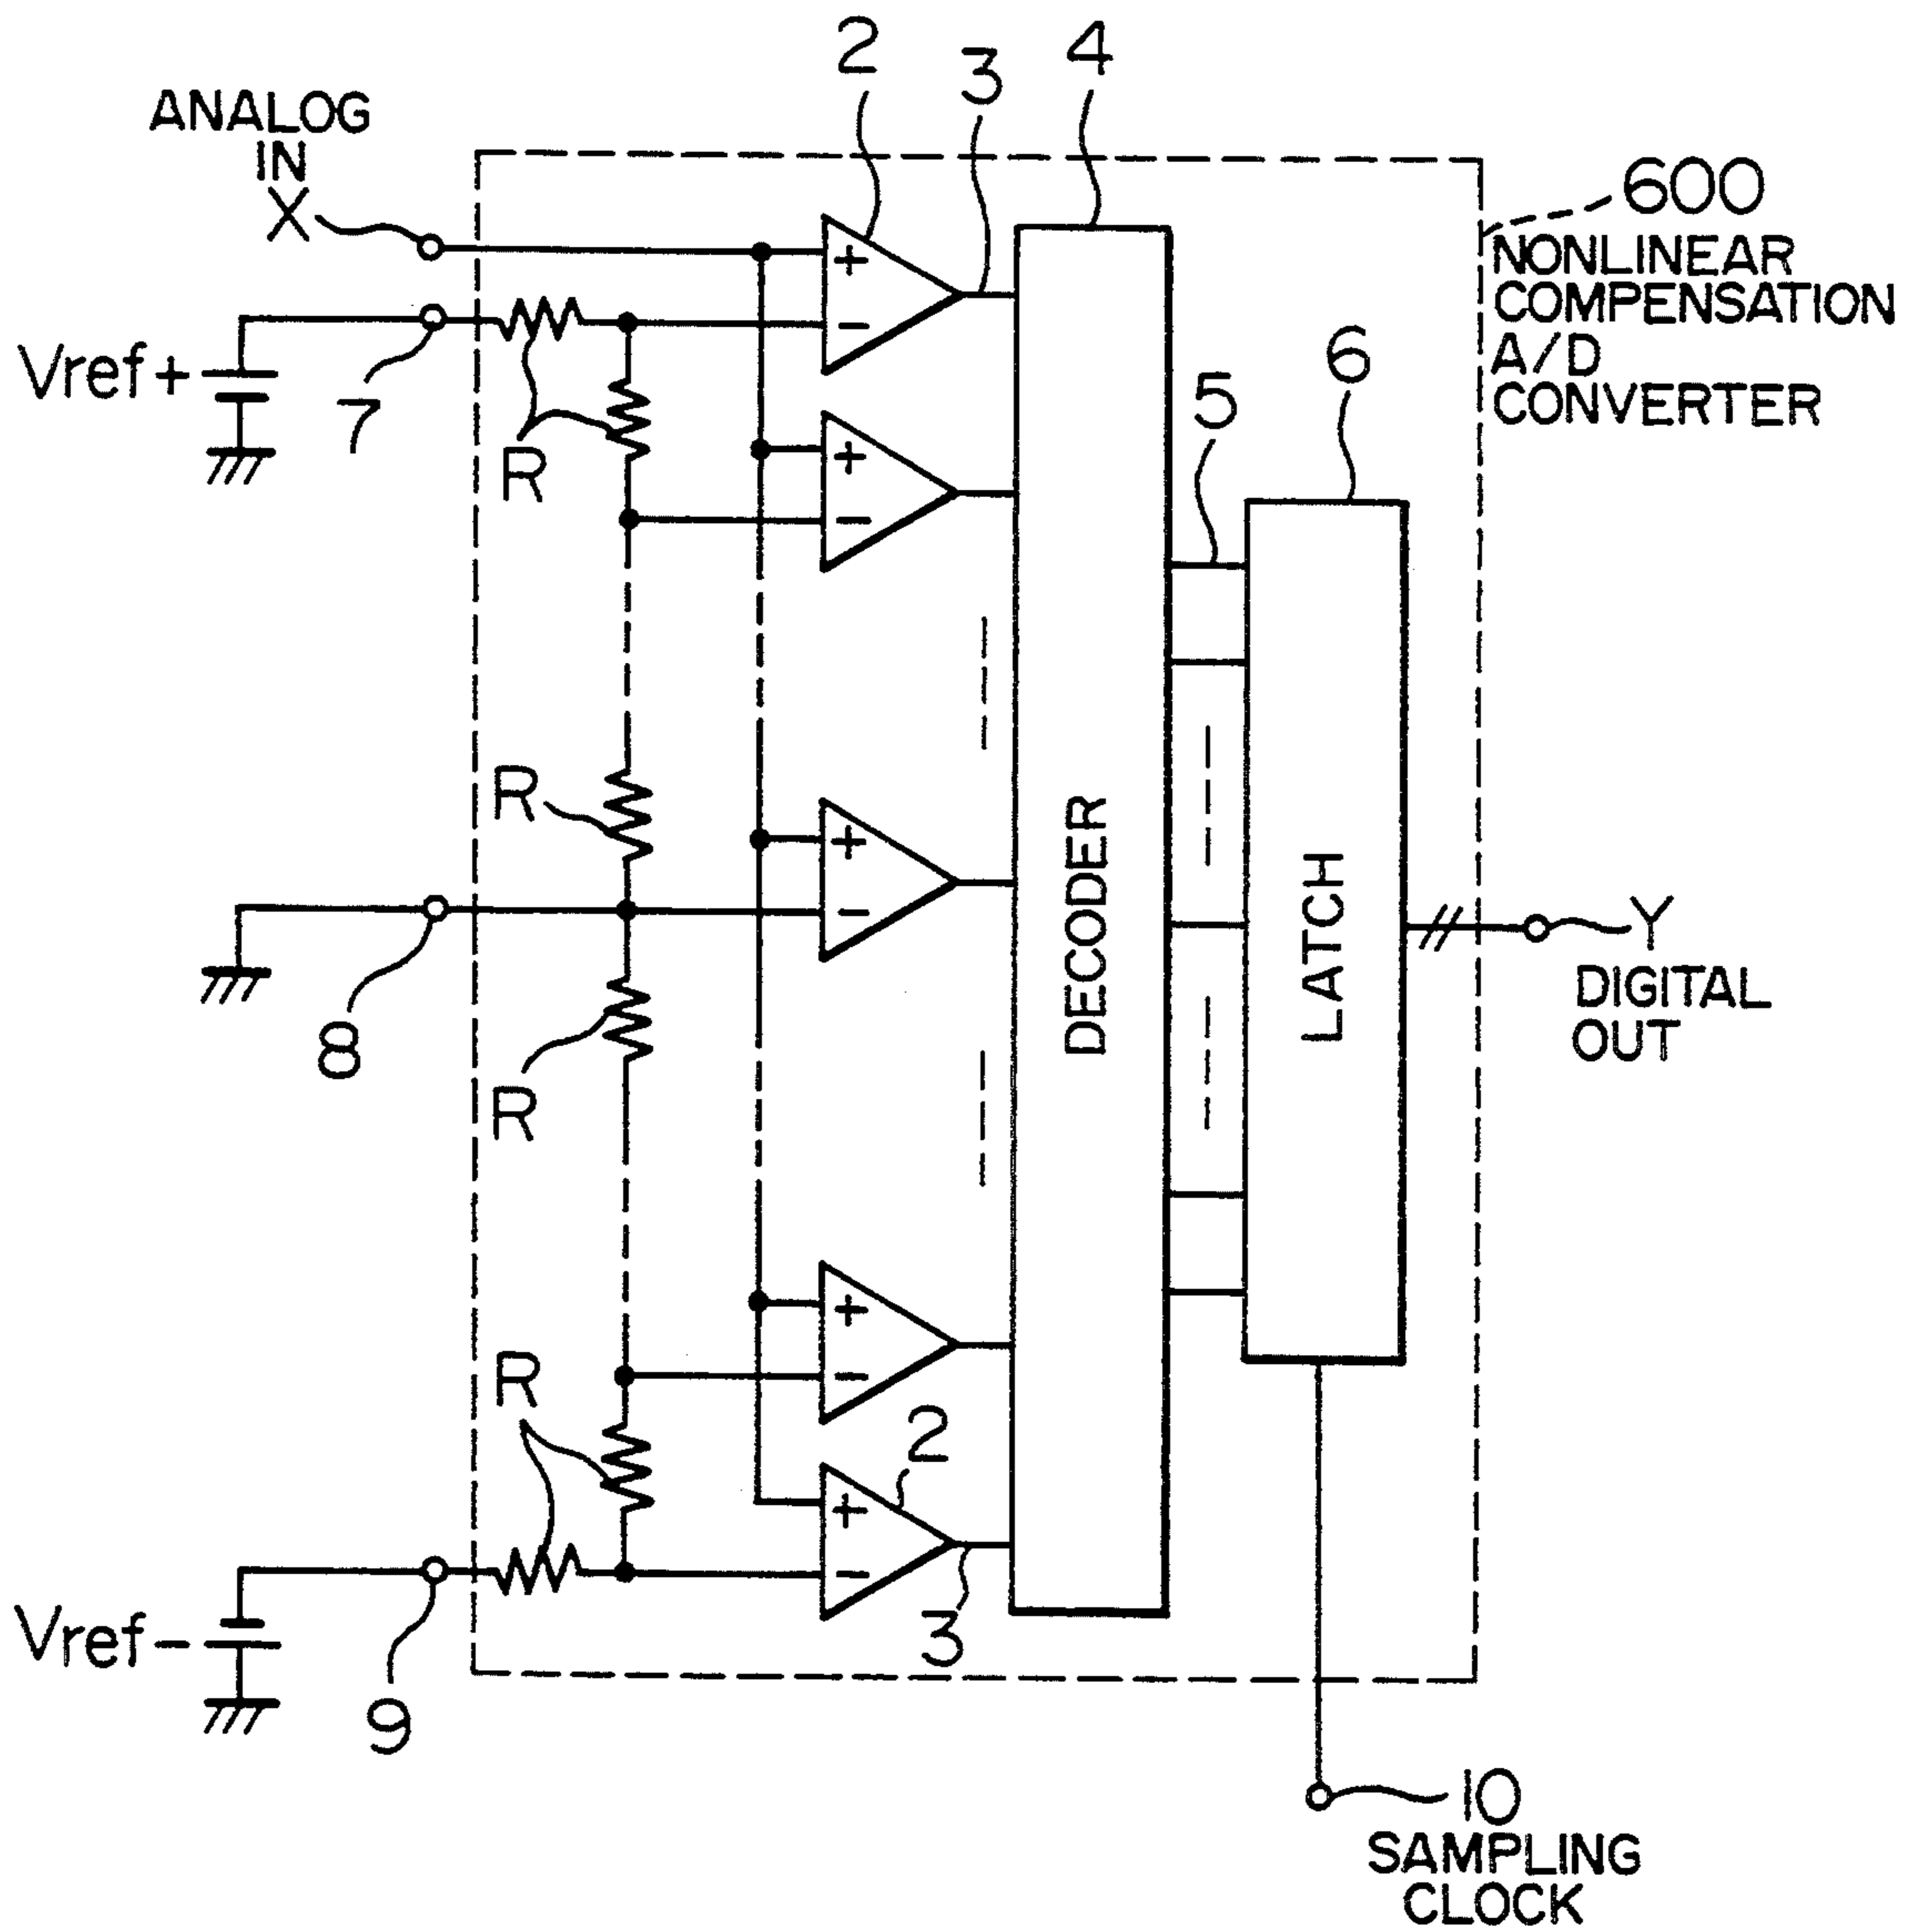 2
3
4
ANALOG
IN
X
600
NONLINEAR
COMPENSATION
A/D
CONVERTER
+
−
Vref +
7
R
5
6
+
−
R
+
−
8
R
DECODER
LATCH
Y
DIGITAL
OUT
+
−
R
2
+
−
3
Vref −
9
10
SAMPLING
CLOCK